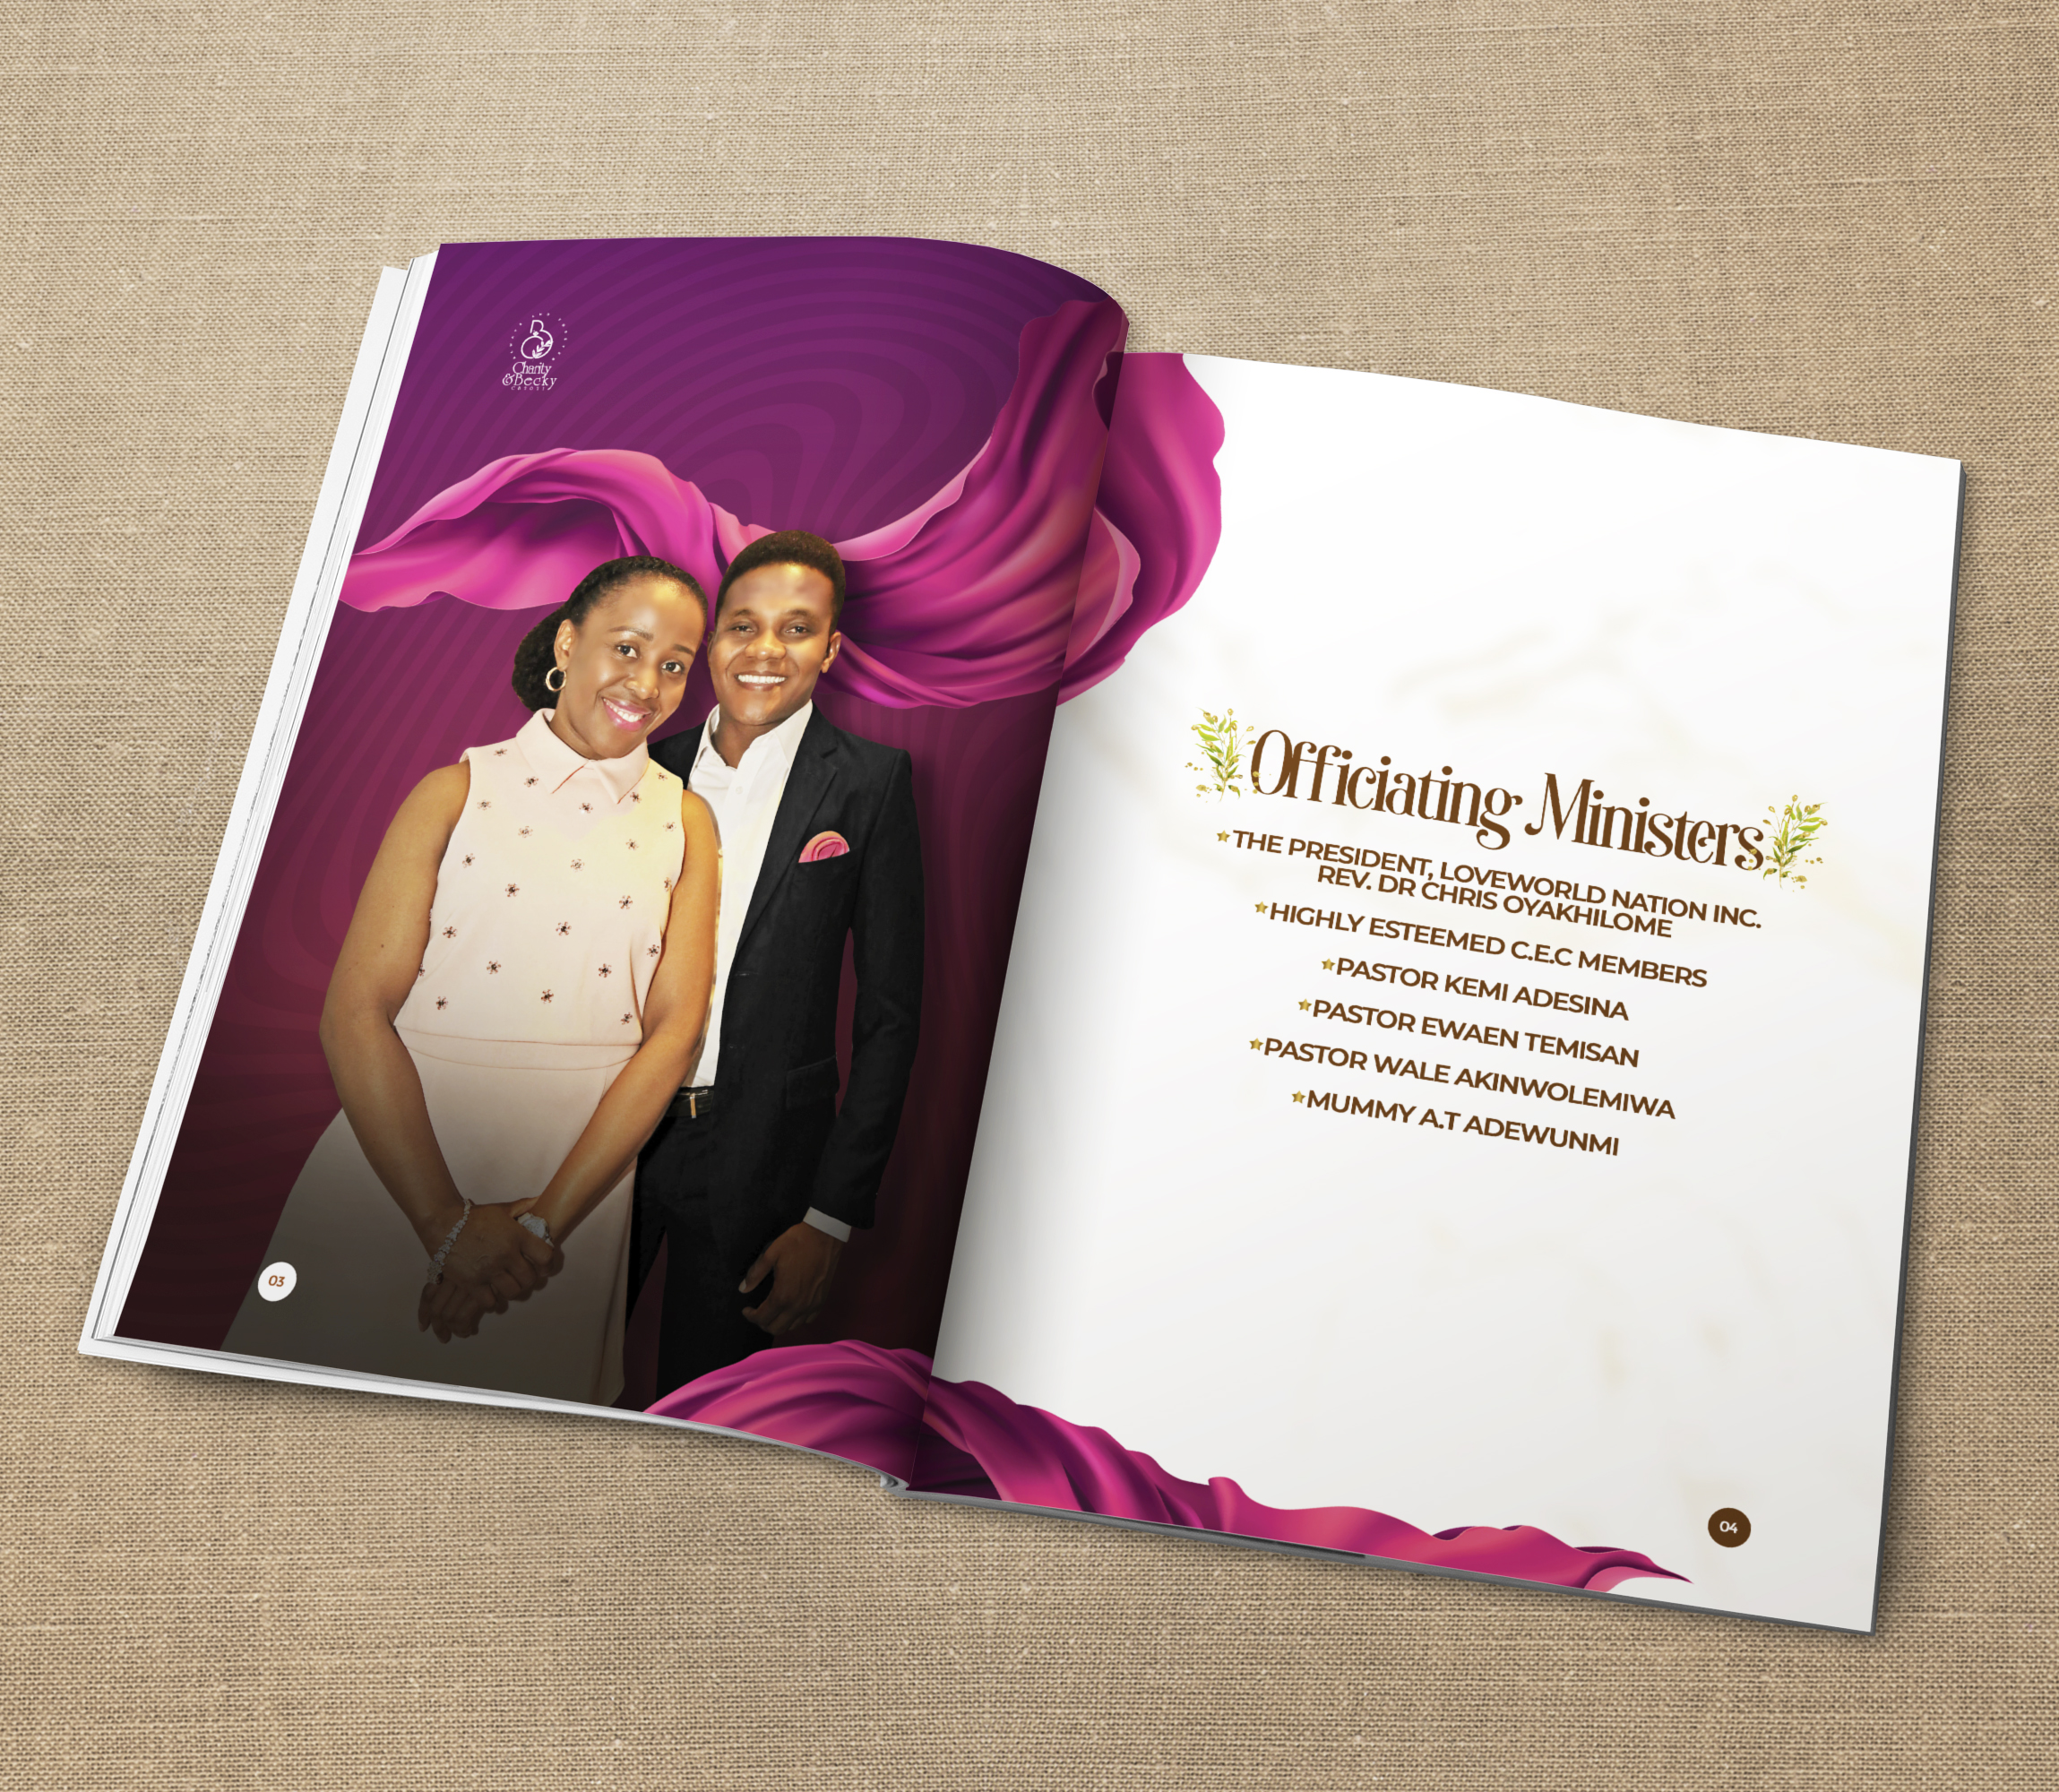 Charity
&Becky
03
Officiating Ministers
THE PRESIDENT, LOVEWORLD NATION INC.
REV. DR CHRIS OYAKHILOME
HIGHLY ESTEEMED C.E.C MEMBERS
PASTOR KEMI ADESINA
PASTOR EWAEN TEMISAN
PASTOR WALE AKINWOLEMIWA
MUMMY A.T ADEWUNMI
04